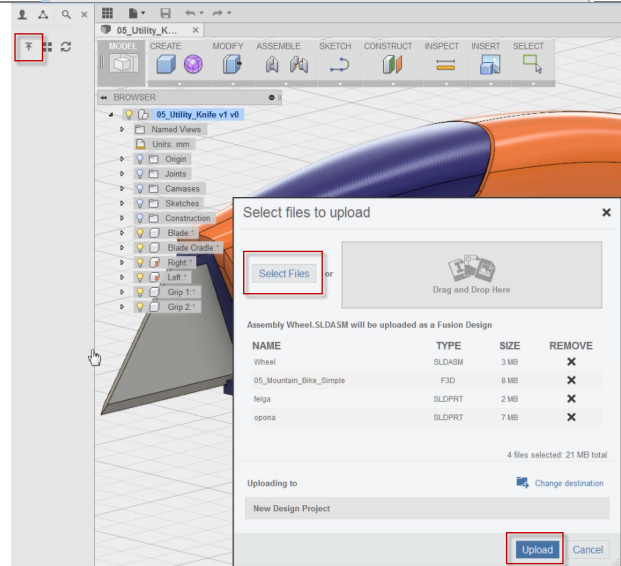 05_Utility_K... ×
MODEL CREATE MODIFY ASSEMBLE SKETCH CONSTRUCT INSPECT INSERT SELECT
BROWSER
05_Utility_Knife v1 v0
Named Views
Units: mm
Origin
Joints
Canvases
Sketches
Construction
Blade:1
Blade Cradle:1
Right:1
Left:1
Grip 1:1
Grip 2:1
Select files to upload
Select Files or
Drag and Drop Here
Assembly Wheel.SLDASM will be uploaded as a Fusion Design
NAME TYPE SIZE REMOVE
Wheel SLDASM 3 MB
05_Mountain_Bike_Simple F3D 8 MB
felga SLDPRT 2 MB
opona SLDPRT 7 MB
4 files selected: 21 MB total
Uploading to Change destination
New Design Project
Upload Cancel